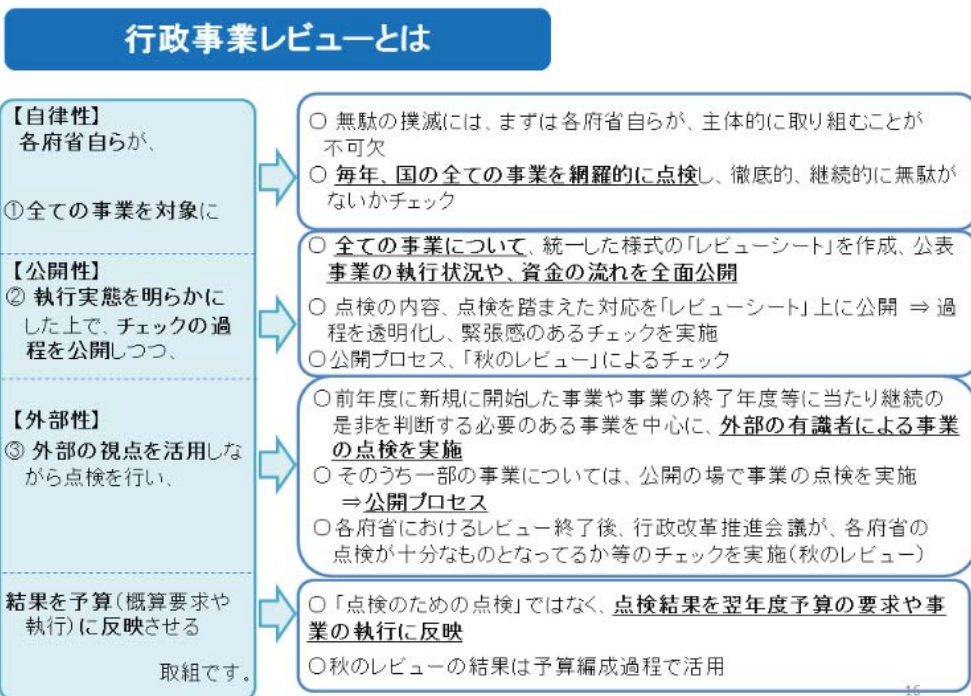 行政事業レビューとは
【自律性】
各府省自らが、
①全ての事業を対象に
○ 無駄の撲滅には、まずは各府省自らが、主体的に取り組むことが
不可欠
○ 毎年、国の全ての事業を網羅的に点検し、徹底的、継続的に無駄が
ないかチェック
【公開性】
② 執行実態を明らかに
した上で、チェックの過
程を公開しつつ、
○ 全ての事業について、統一した様式の「レビューシート」を作成、公表
事業の執行状況や、資金の流れを全面公開
○ 点検の内容、点検を踏まえた対応を「レビューシート」上に公開 ⇒ 過
程を透明化し、緊張感のあるチェックを実施
○公開プロセス、「秋のレビュー」によるチェック
【外部性】
③ 外部の視点を活用しな
がら点検を行い、
○前年度に新規に開始した事業や事業の終了年度等に当たり継続の
是非を判断する必要のある事業を中心に、外部の有識者による事業
の点検を実施
○そのうち一部の事業については、公開の場で事業の点検を実施
⇒公開プロセス
○各府省におけるレビュー終了後、行政改革推進会議が、各府省の
点検が十分なものとなってるか等のチェックを実施(秋のレビュー)
結果を予算(概算要求や
執行)に反映させる
取組です。
○「点検のための点検」ではなく、点検結果を翌年度予算の要求や事
業の執行に反映
○秋のレビューの結果は予算編成過程で活用
16